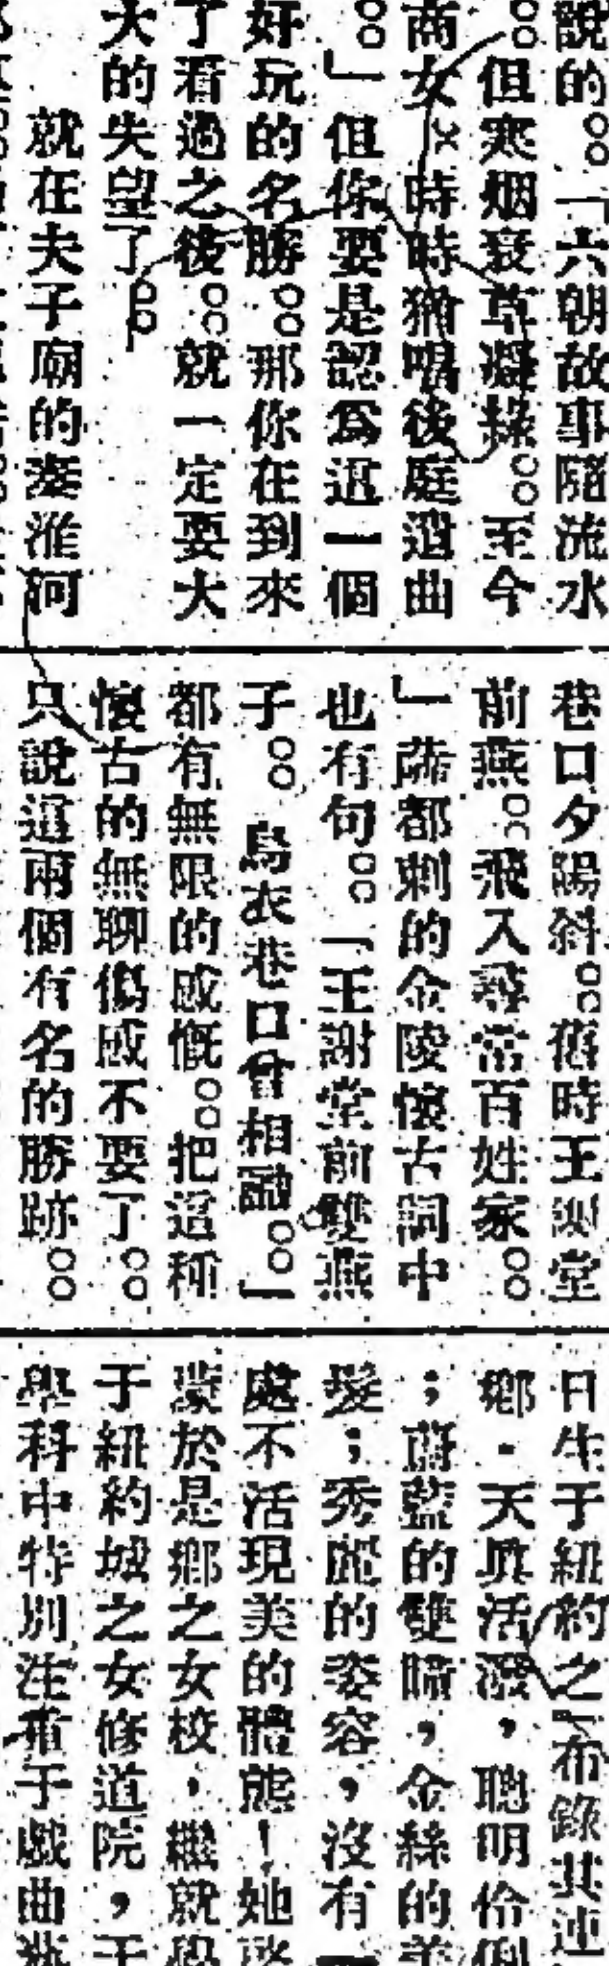 說的。。「六朝故事隨流水
。。但寒烟衰草凝綠。。至今
商女×時時猶唱後庭遺曲
。。」但你要是認爲這一個
好玩的名勝。。那你在到來
了看過之後。。就一定要大
大的失望了。。
就在夫子廟的秦淮河
巷口夕陽斜。。舊時王謝堂
前燕。。飛入尋常百姓家。。
」薩都剌的金陵懷古詞中
也有句。。「王謝堂前雙燕
子。。烏衣巷口曾相識。。」
都有無限的感慨。。把這種
懷古的無聊傷感不要了。。
只說這兩個有名的勝跡。。
日生于紐約之布錄其連
鄉.天眞活潑，聰明伶俐
；蔚藍的雙睛，金絲的美
髮；秀麗的姿容，沒有
處不活現美的體態！她啓
蒙於是鄉之女校，繼就學
于紐約城之女修道院，于
學科中特別注重于戲曲